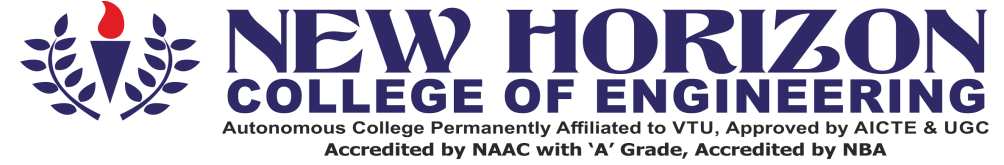 NEW HORIZON
COLLEGE OF ENGINEERING
Autonomous College Permanently Affiliated to VTU, Approved by AICTE & UGC
Accredited by NAAC with ‘A’ Grade, Accredited by NBA